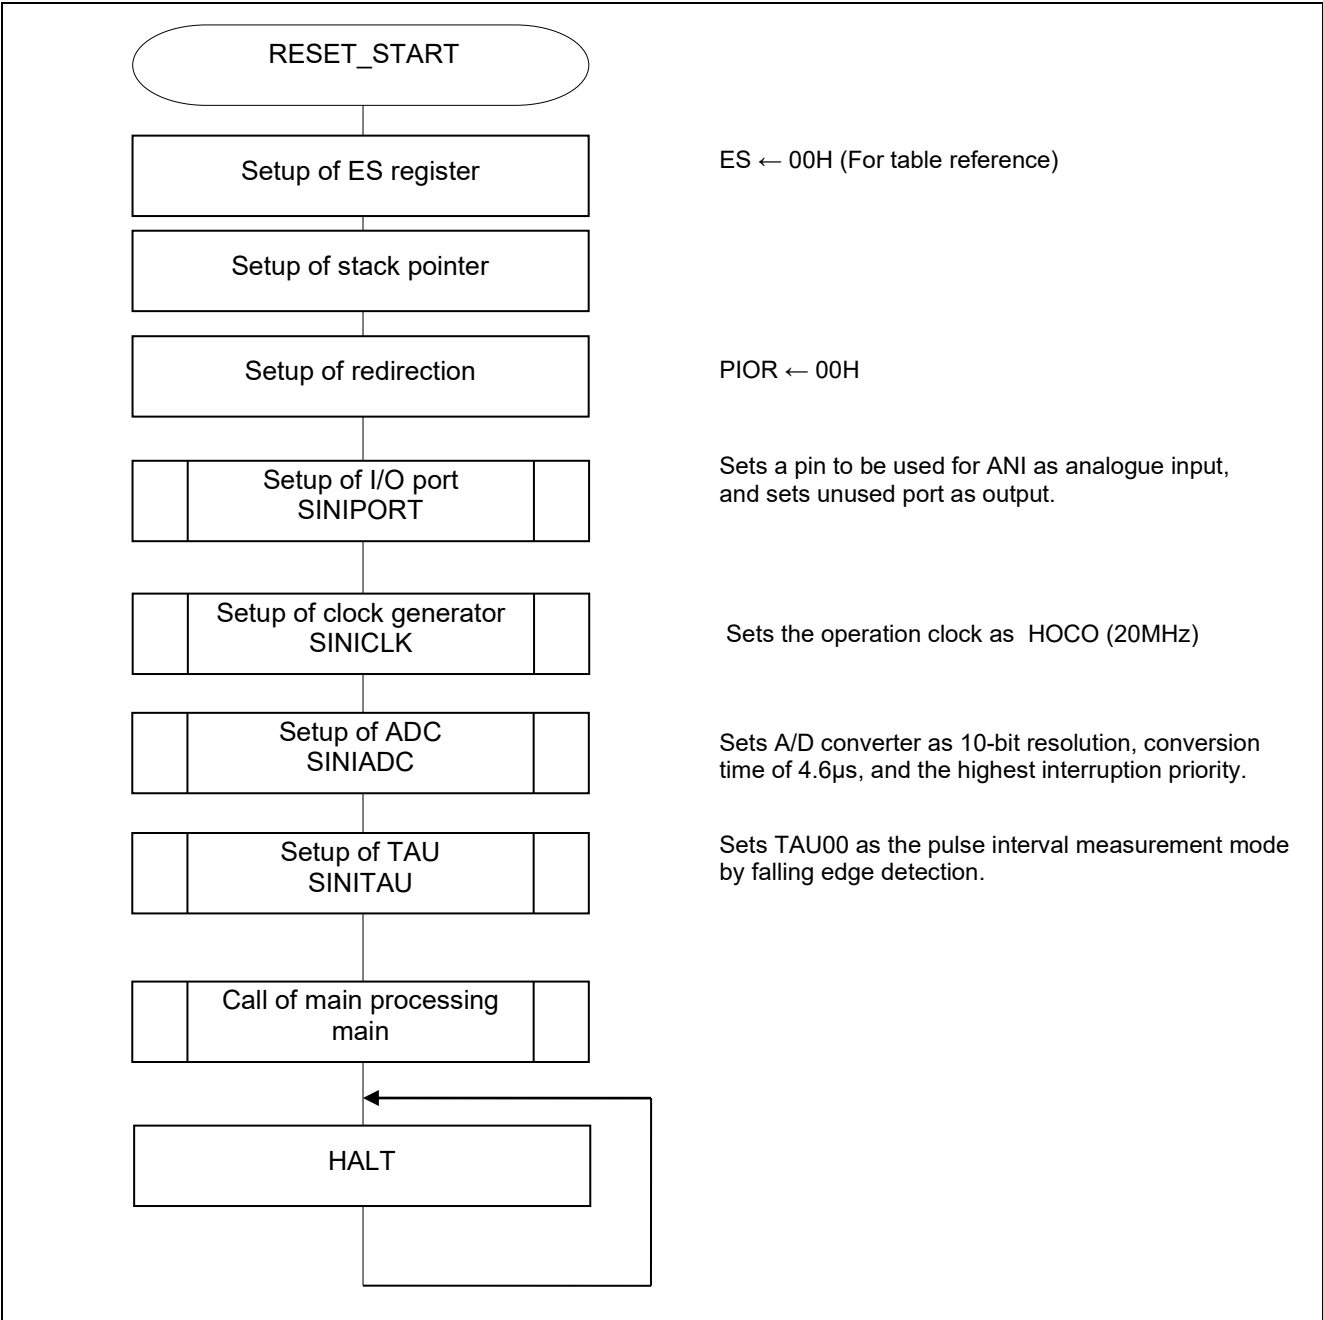 RESET_START
Setup of ES register
ES ← 00H (For table reference)
Setup of stack pointer
Setup of redirection
PIOR ← 00H
Setup of I/O port
SINIPORT
Sets a pin to be used for ANI as analogue input,
and sets unused port as output.
Setup of clock generator
SINICLK
Sets the operation clock as  HOCO (20MHz)
Setup of ADC
SINIADC
Sets A/D converter as 10-bit resolution, conversion
time of 4.6µs, and the highest interruption priority.
Setup of TAU
SINITAU
Sets TAU00 as the pulse interval measurement mode
by falling edge detection.
Call of main processing
main
HALT